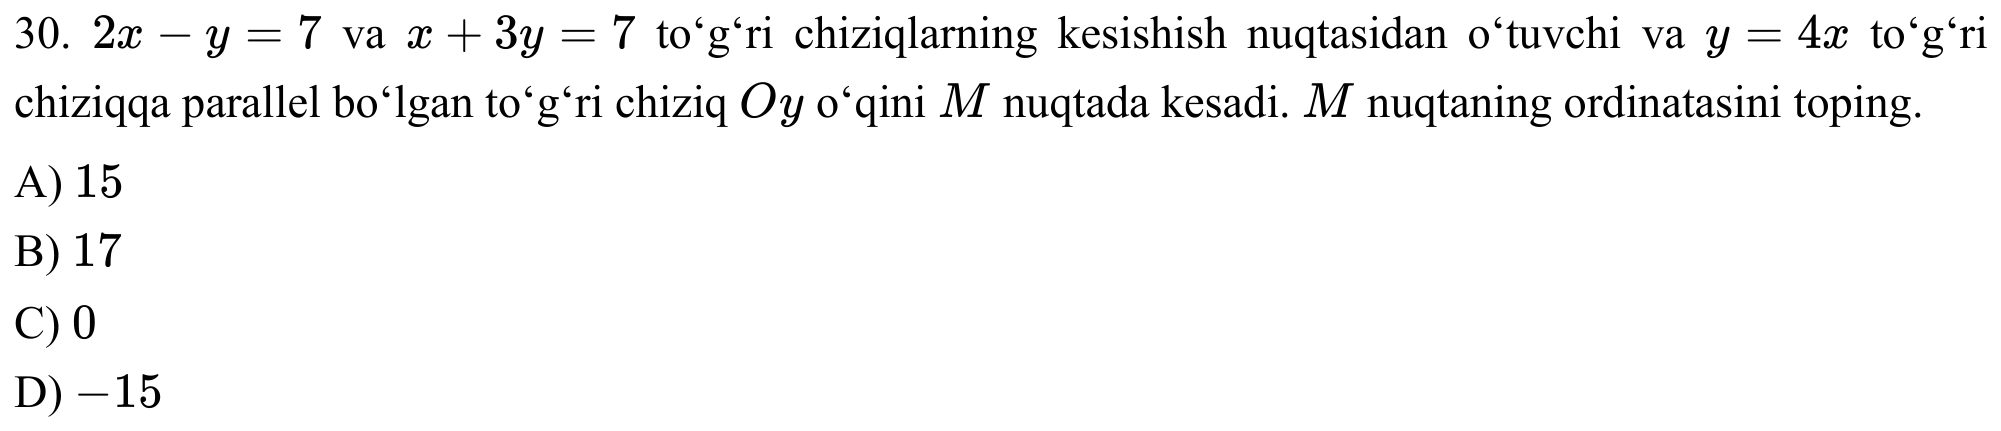 30. 2x − y = 7 va x + 3y = 7 to‘g‘ri chiziqlarning kesishish nuqtasidan o‘tuvchi va y = 4x to‘g‘ri
chiziqqa parallel bo‘lgan to‘g‘ri chiziq Oy o‘qini M nuqtada kesadi. M nuqtaning ordinatasini toping.
A) 15
B) 17
C) 0
D) −15